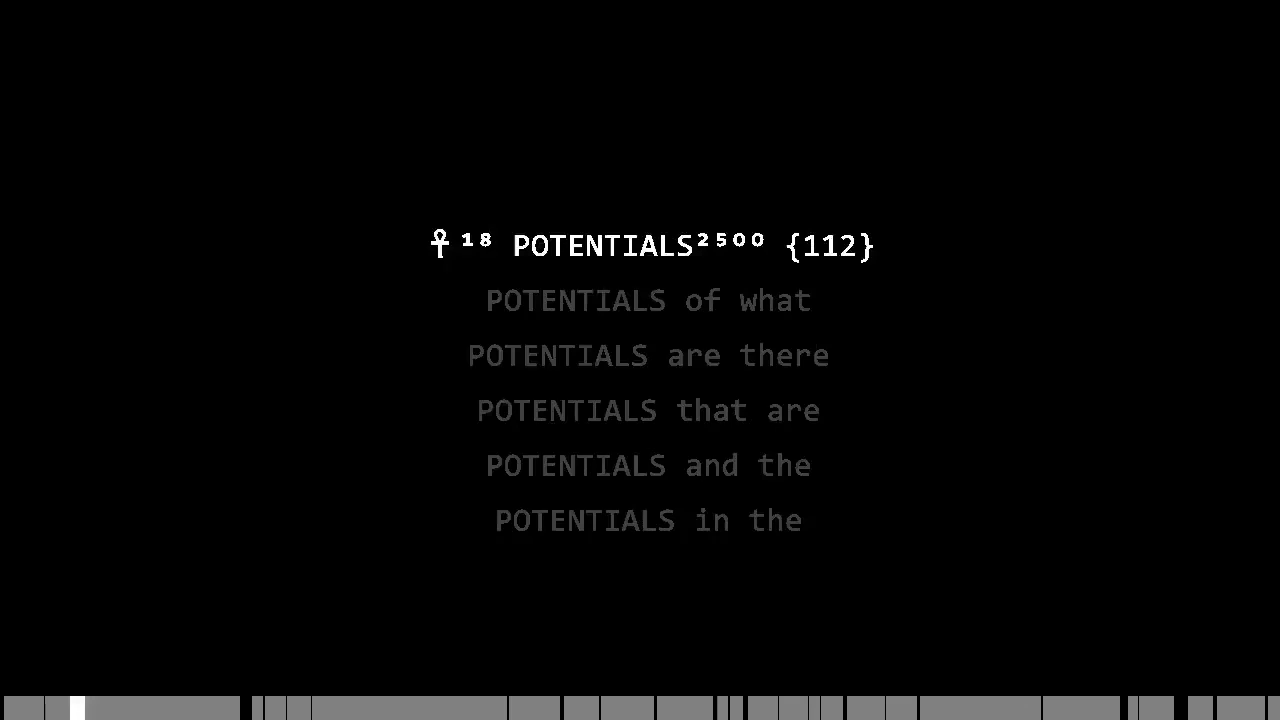 ☥¹⁸ POTENTIALS²⁵⁰⁰ {112}
POTENTIALS of what
POTENTIALS are there
POTENTIALS that are
POTENTIALS and the
POTENTIALS in the